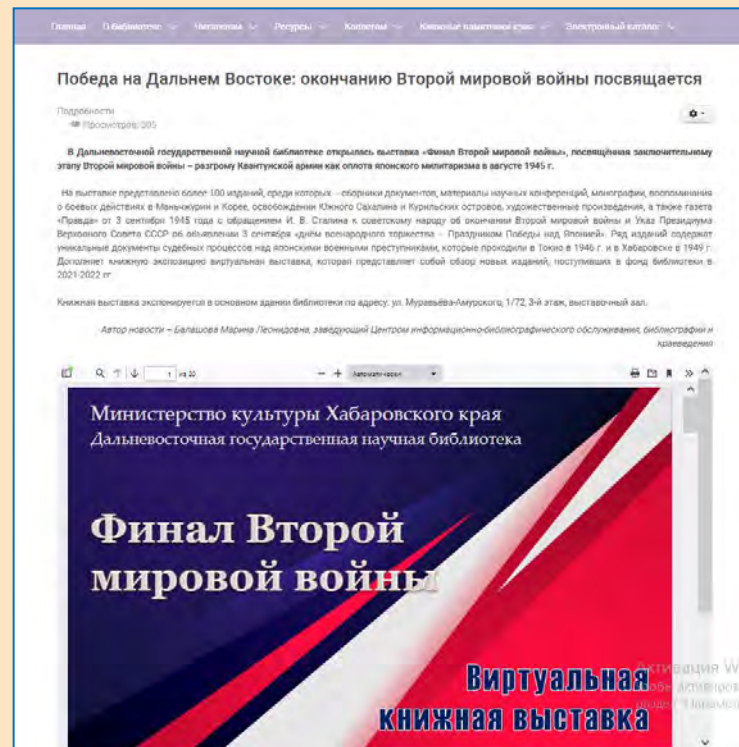 Главная О библиотеке Читателям Ресурсы Коллегам Книжные памятники края Электронный каталог
Победа на Дальнем Востоке: окончанию Второй мировой войны посвящается
Подробности
Просмотров: 305
В Дальневосточной государственной научной библиотеке открылась выставка «Финал Второй мировой войны», посвящённая заключительному
этапу Второй мировой войны – разгрому Квантунской армии как оплота японского милитаризма в августе 1945 г.
На выставке представлено более 100 изданий, среди которых – сборники документов, материалы научных конференций, монографии, воспоминания
о боевых действиях в Маньчжурии и Корее, освобождении Южного Сахалина и Курильских островов, художественные произведения, а также газета
«Правда» от 3 сентября 1945 года с обращением И. В. Сталина к советскому народу об окончании Второй мировой войны и Указ Президиума
Верховного Совета СССР об объявлении 3 сентября «днём всенародного торжества – Праздником Победы над Японией». Ряд изданий содержат
уникальные документы судебных процессов над японскими военными преступниками, которые проходили в Токио в 1946 г. и в Хабаровске в 1949 г.
Дополняет книжную экспозицию виртуальная выставка, которая представляет собой обзор новых изданий, поступивших в фонд библиотеки в
2021-2022 гг.
Книжная выставка экспонируется в основном здании библиотеки по адресу: ул. Муравьёва-Амурского, 1/72, 3-й этаж, выставочный зал.
Автор новости – Балашова Марина Леонидовна, заведующий Центром информационно-библиографического обслуживания, библиографии и
краеведения
1 из 20 Автоматически
Министерство культуры Хабаровского края
Дальневосточная государственная научная библиотека
Финал Второй
мировой войны
Активация W
Виртуальная
книжная выставка